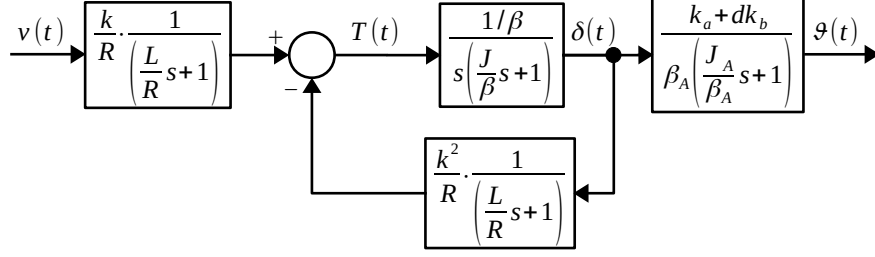 v(t)
k/R · 1/((L/R)s+1)
+
−
T(t)
(1/β)/(s((J/β)s+1))
δ(t)
(k_a+dk_b)/(β_A((J_A/β_A)s+1))
ϑ(t)
k²/R · 1/((L/R)s+1)